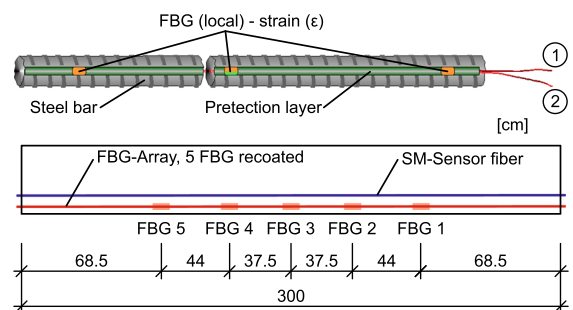 FBG (local) - strain (ε)
1
Steel bar
Pretection layer
2
[cm]
FBG-Array, 5 FBG recoated
SM-Sensor fiber
FBG 5 FBG 4 FBG 3 FBG 2 FBG 1
68.5 44 37.5 37.5 44 68.5
300